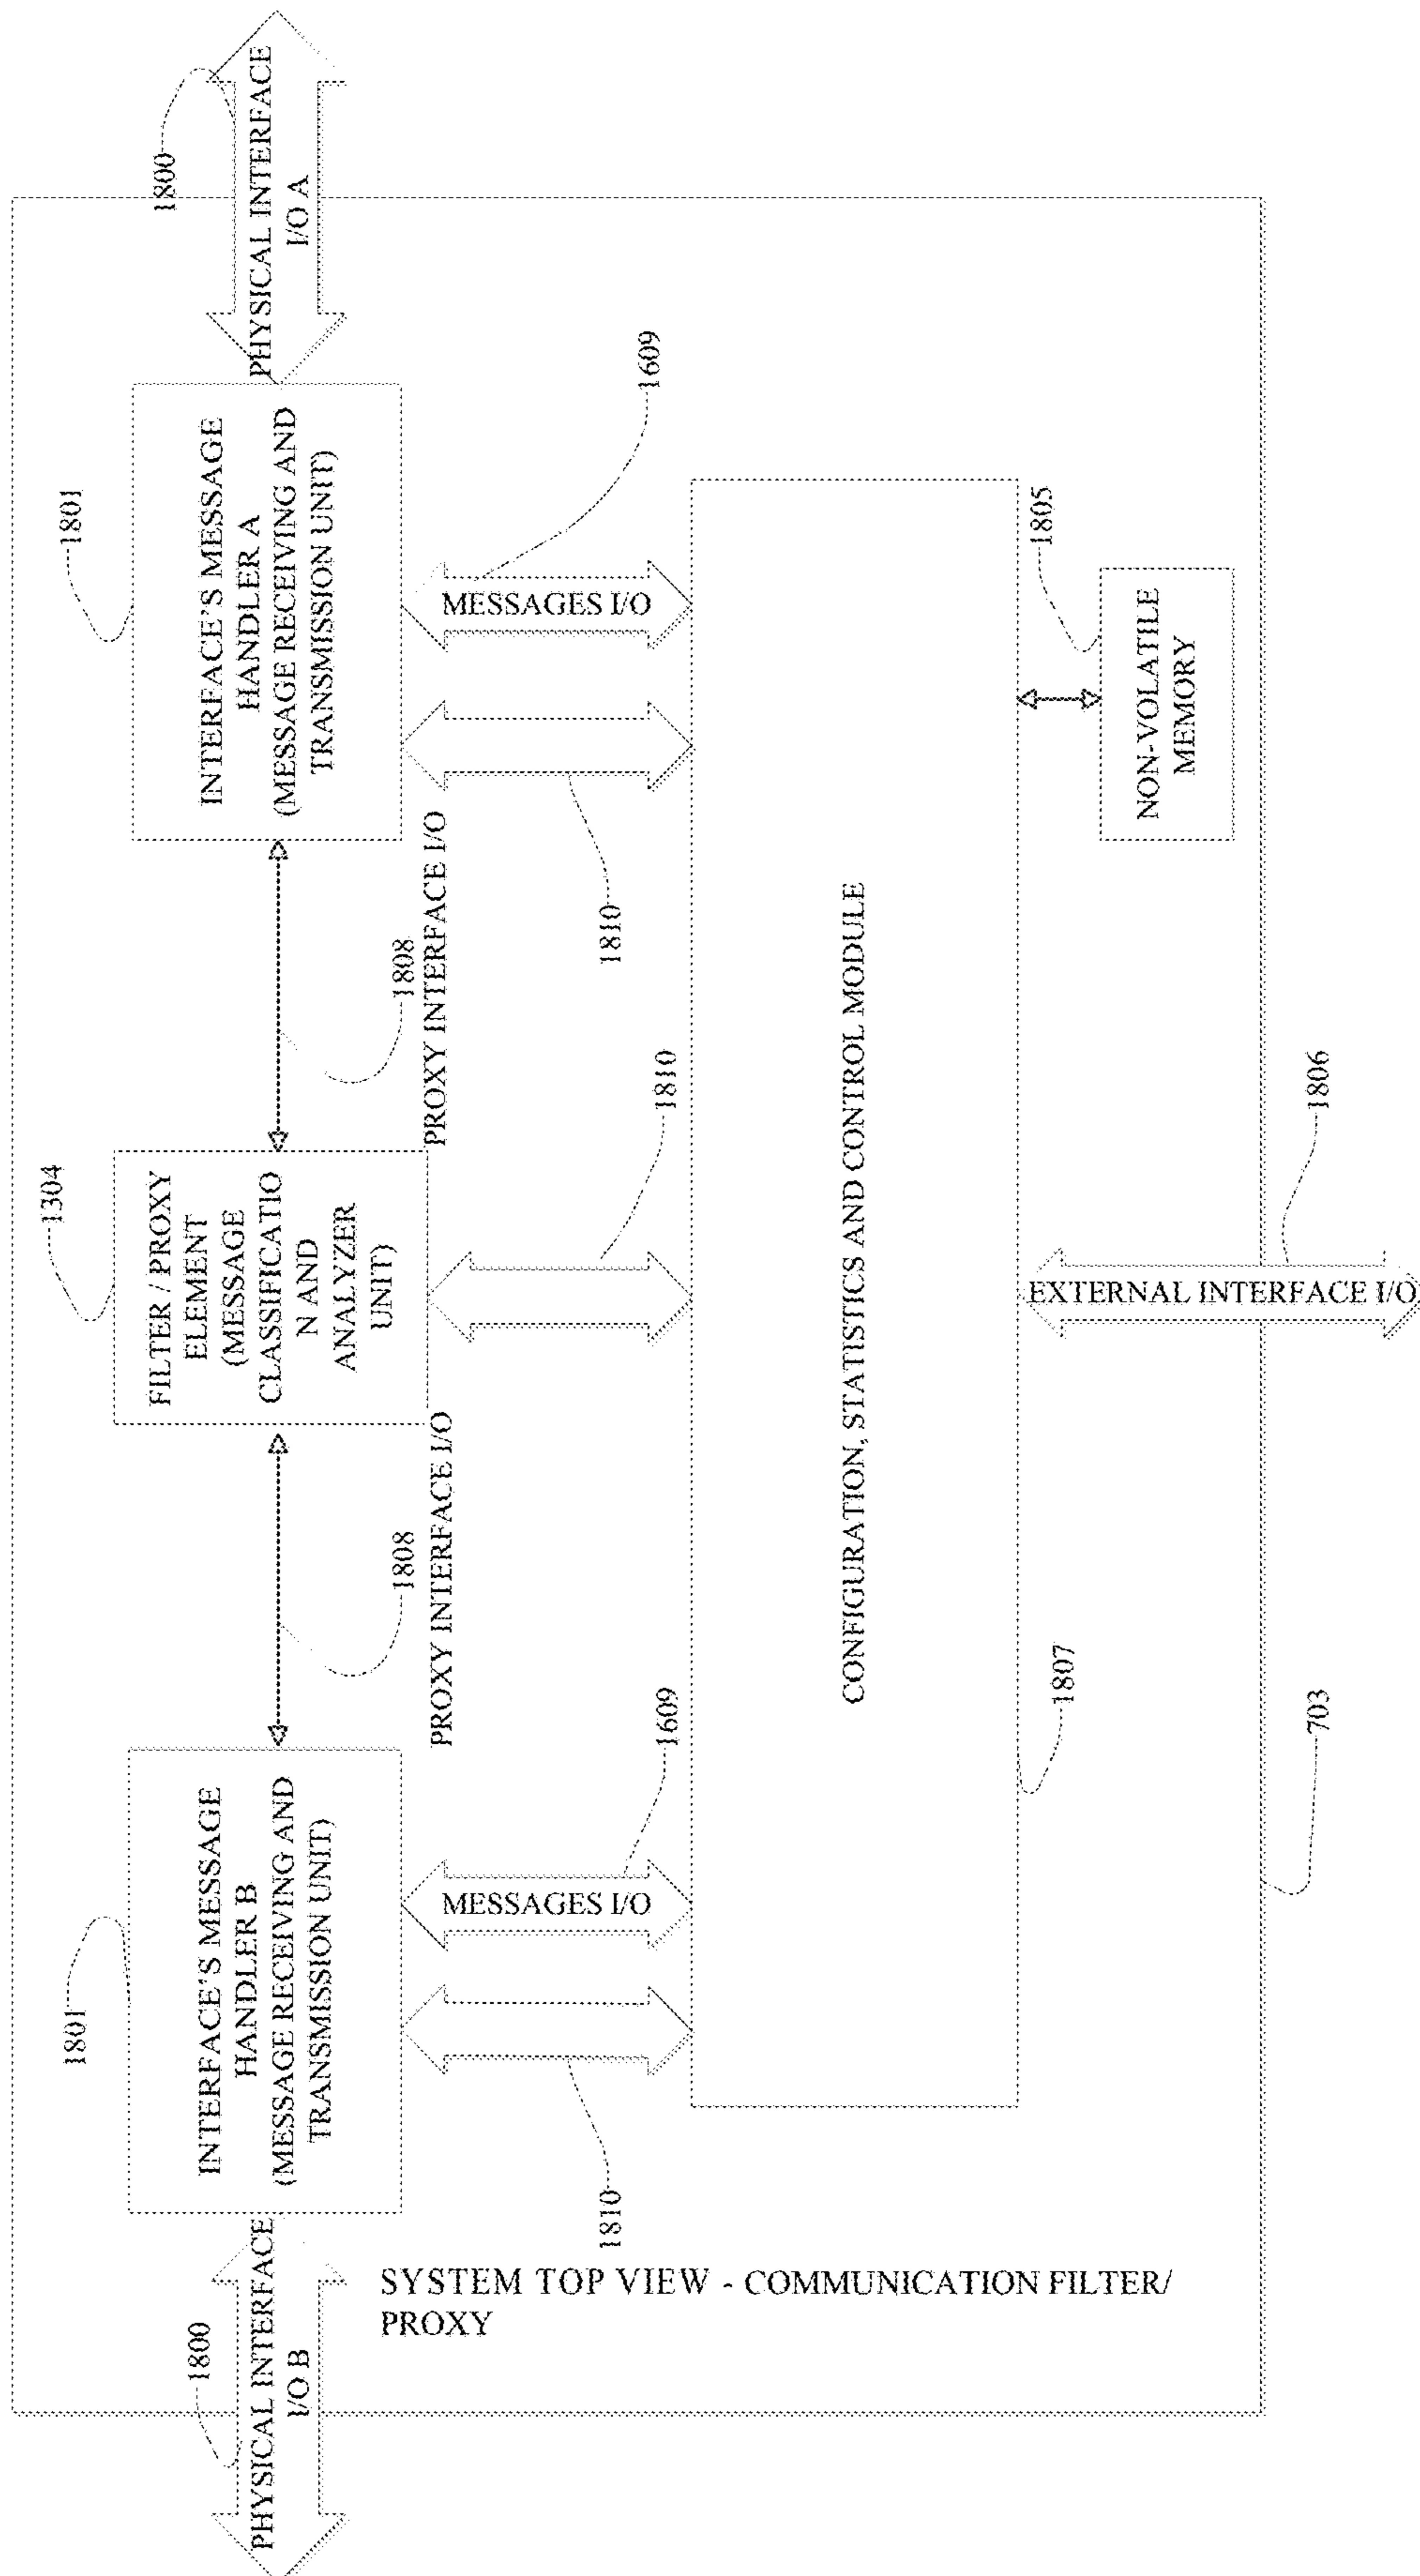 1800
PHYSICAL INTERFACE
I/O A
1801
INTERFACE'S MESSAGE
HANDLER A
(MESSAGE RECEIVING AND
TRANSMISSION UNIT)
1609
MESSAGES I/O
1810
1805
NON-VOLATILE
MEMORY
1808
PROXY INTERFACE I/O
1304
FILTER / PROXY
ELEMENT
(MESSAGE
CLASSIFICATIO
N AND
ANALYZER
UNIT)
1810
CONFIGURATION, STATISTICS AND CONTROL MODULE
1806
EXTERNAL INTERFACE I/O
1808
PROXY INTERFACE I/O
1801
INTERFACE'S MESSAGE
HANDLER B
(MESSAGE RECEIVING AND
TRANSMISSION UNIT)
1609
MESSAGES I/O
1810
1807
703
1800
PHYSICAL INTERFACE
I/O B
SYSTEM TOP VIEW - COMMUNICATION FILTER/
PROXY